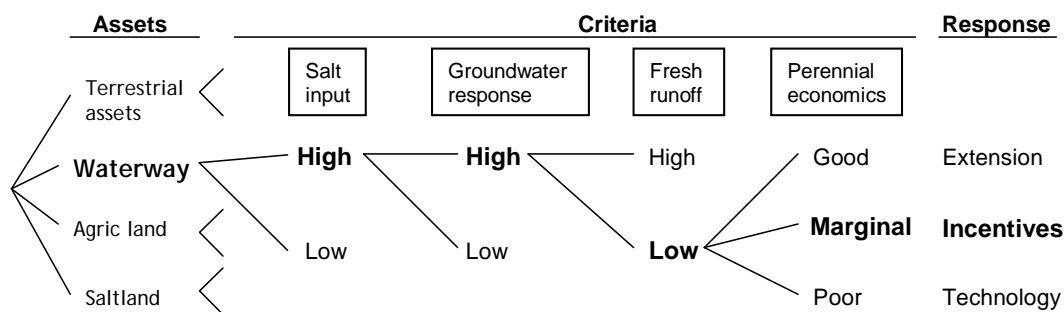 Assets Criteria Response
Salt input
Groundwater response
Fresh runoff
Perennial economics
Terrestrial assets
Waterway High High High Good Extension
Agric land Marginal Incentives
Low Low Low
Saltland Poor Technology